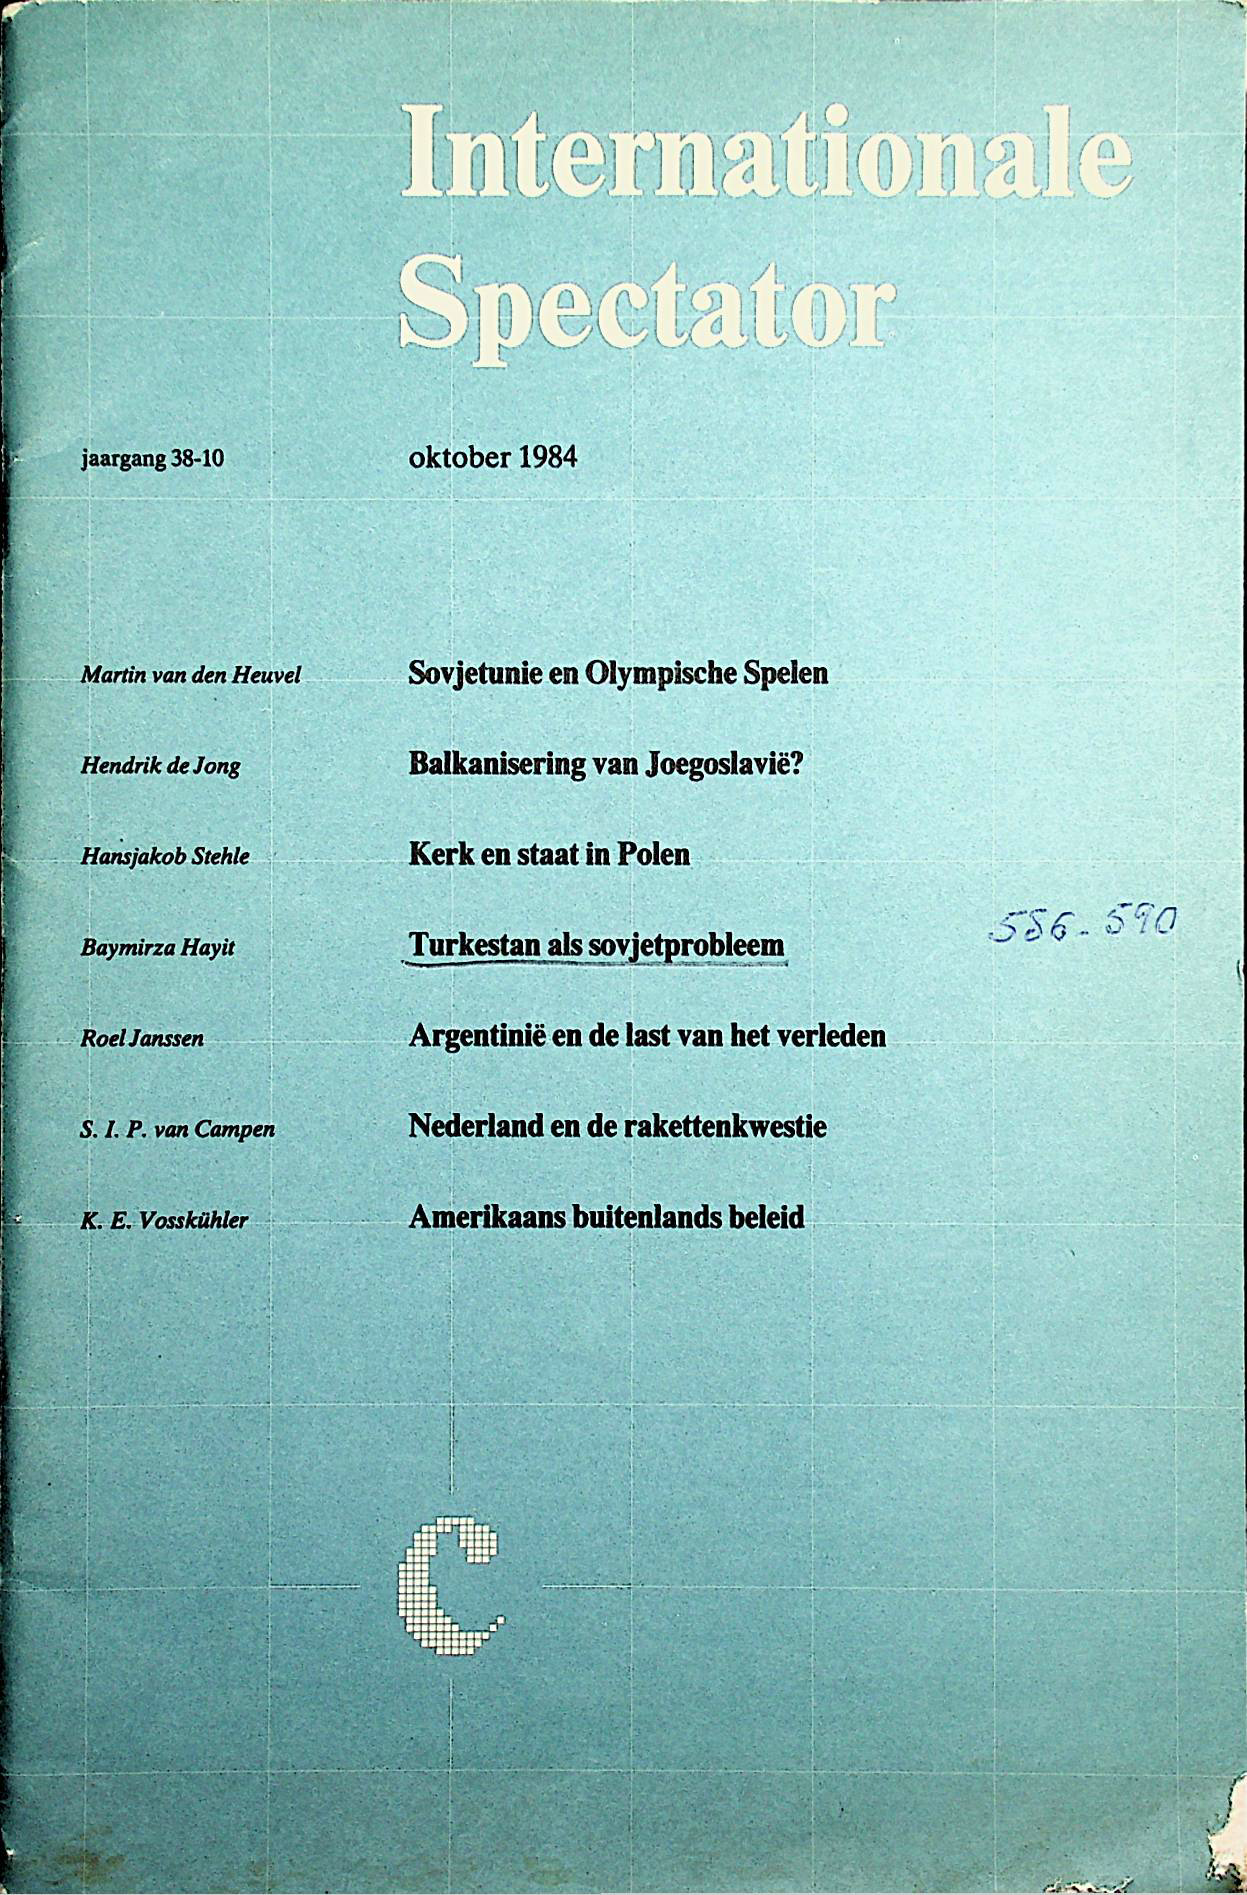 Internationale
Spectator
jaargang 38-10 oktober 1984
Martin van den Heuvel Sovjetunie en Olympische Spelen
Hendrik de Jong Balkanisering van Joegoslavië?
Hansjakob Stehle Kerk en staat in Polen
586-590
Baymirza Hayit Turkestan als sovjetprobleem
Roel Janssen Argentinië en de last van het verleden
S. I. P. van Campen Nederland en de rakettenkwestie
K. E. Vosskühler Amerikaans buitenlands beleid
C